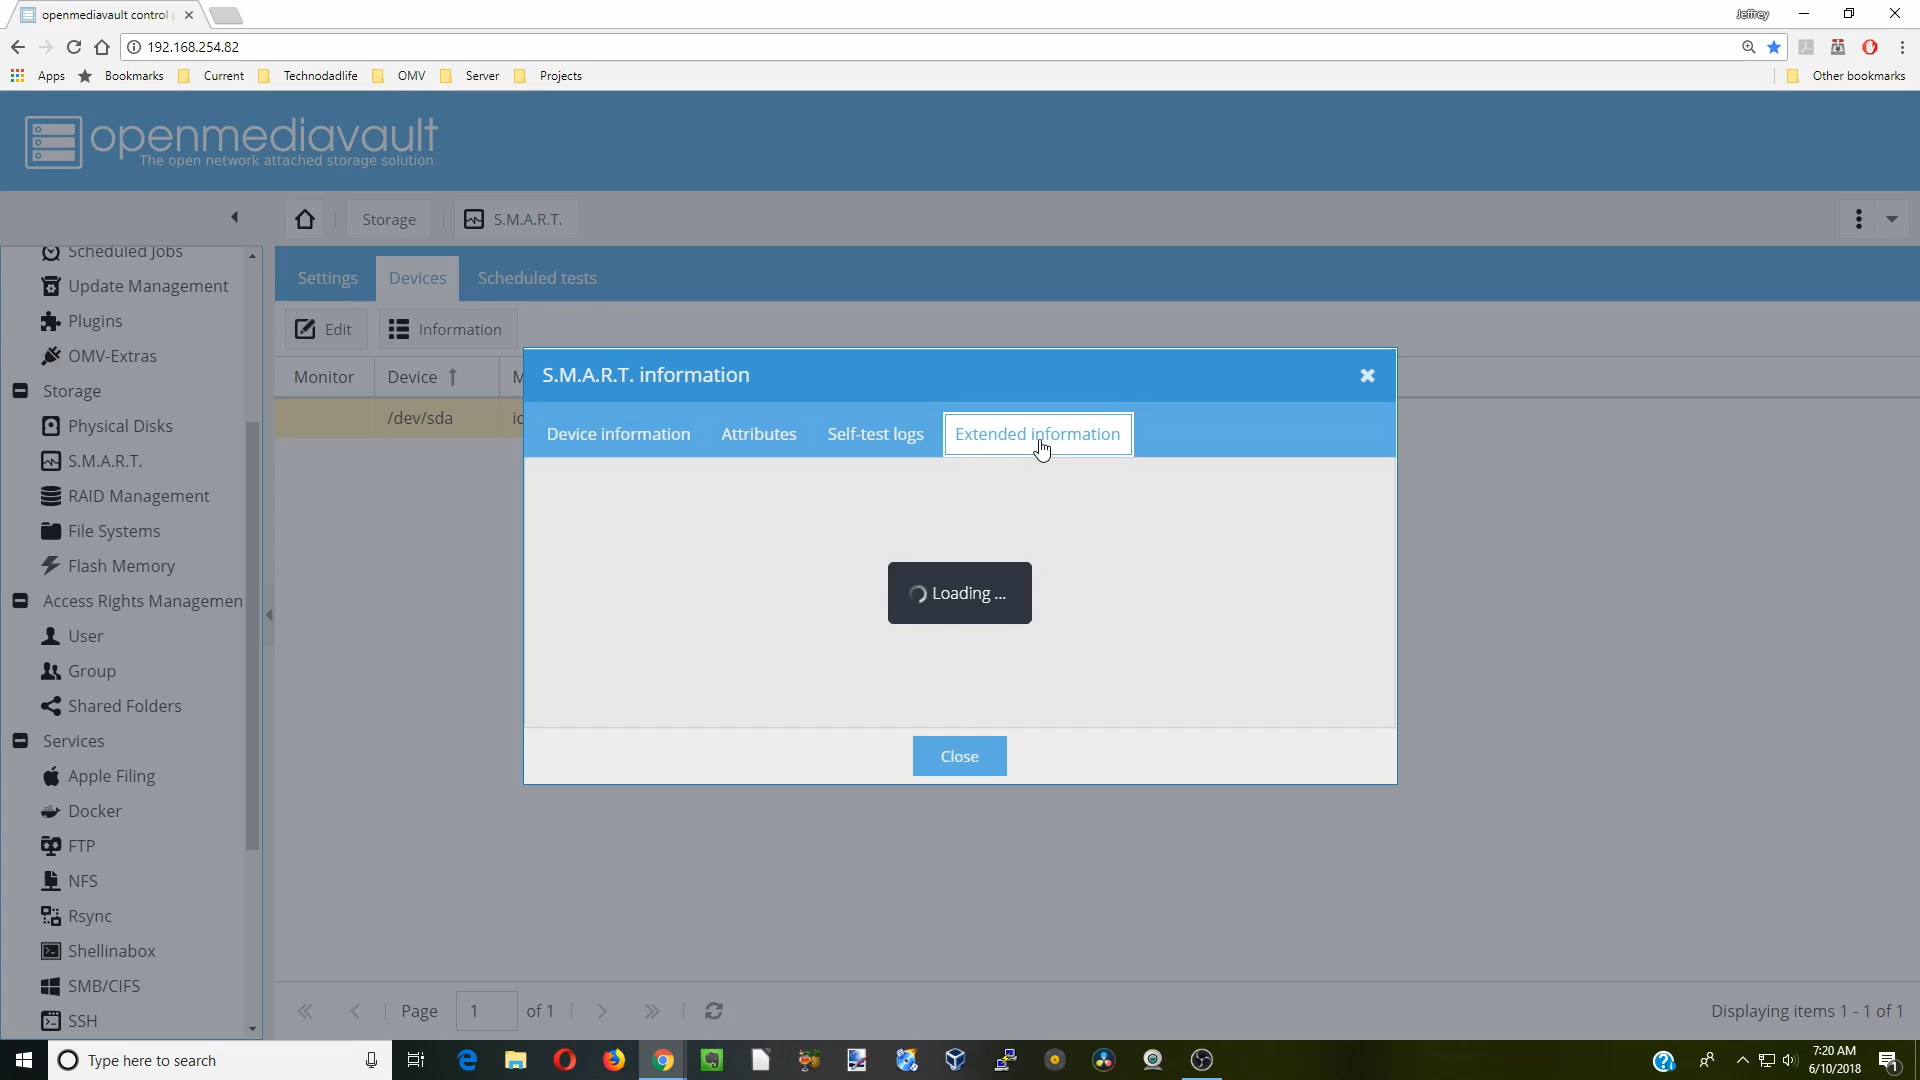 openmediavault control p
Jeffrey
192.168.254.82
Apps
Bookmarks
Current
Technodadlife
OMV
Server
Projects
Other bookmarks
openmediavault
The open network attached storage solution
Storage
S.M.A.R.T.
Scheduled Jobs
Update Management
Plugins
OMV-Extras
Storage
Physical Disks
S.M.A.R.T.
RAID Management
File Systems
Flash Memory
Access Rights Managemen
User
Group
Shared Folders
Services
Apple Filing
Docker
FTP
NFS
Rsync
Shellinabox
SMB/CIFS
SSH
Settings
Devices
Scheduled tests
Edit
Information
Monitor
Device
M
/dev/sda
S.M.A.R.T. information
Device information
Attributes
Self-test logs
Extended information
Loading ...
Close
Page
1
of 1
Displaying items 1 - 1 of 1
Type here to search
7:20 AM
6/10/2018
1